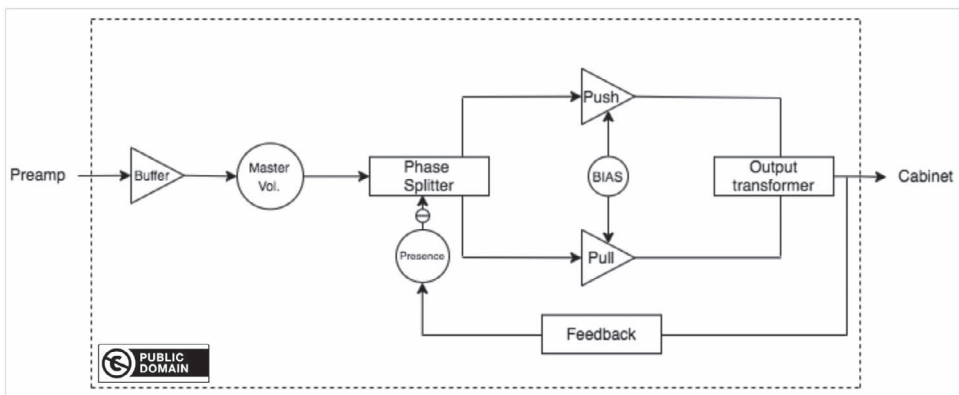 Preamp
Buffer
Master
Vol.
Phase
Splitter
Push
BIAS
Pull
Output
transformer
Cabinet
Presence
Feedback
PUBLIC
DOMAIN